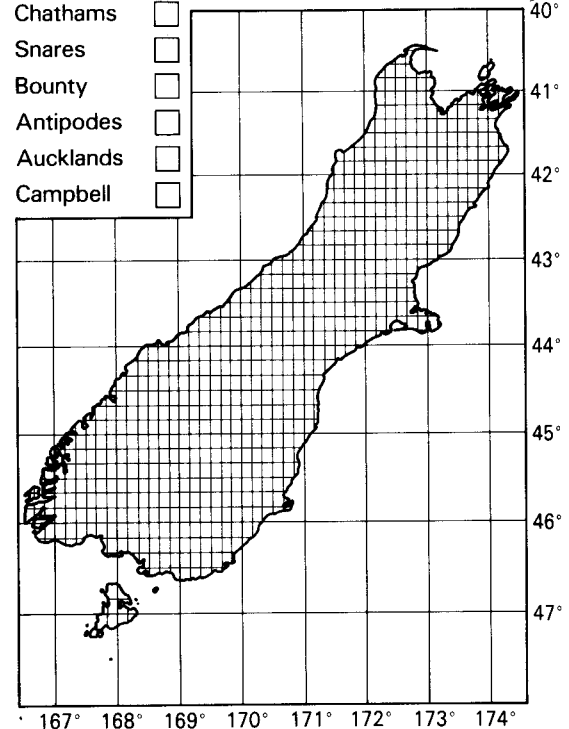 Chathams
Snares
Bounty
Antipodes
Aucklands
Campbell
40°
41°
42°
43°
44°
45°
46°
47°
167° 168° 169° 170° 171° 172° 173° 174°